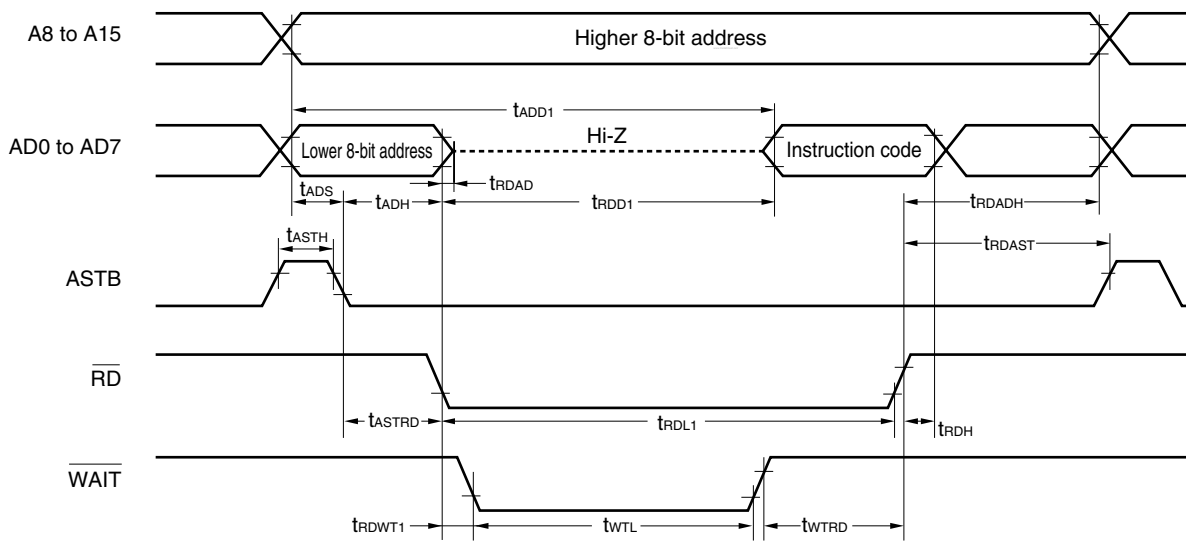 A8 to A15
Higher 8-bit address
tADD1
AD0 to AD7
Lower 8-bit address
Hi-Z
Instruction code
tRDAD
tADS
tADH
tRDD1
tRDADH
tASTH
tRDAST
ASTB
RD
tASTRD
tRDL1
tRDH
WAIT
tRDWT1
tWTL
tWTRD